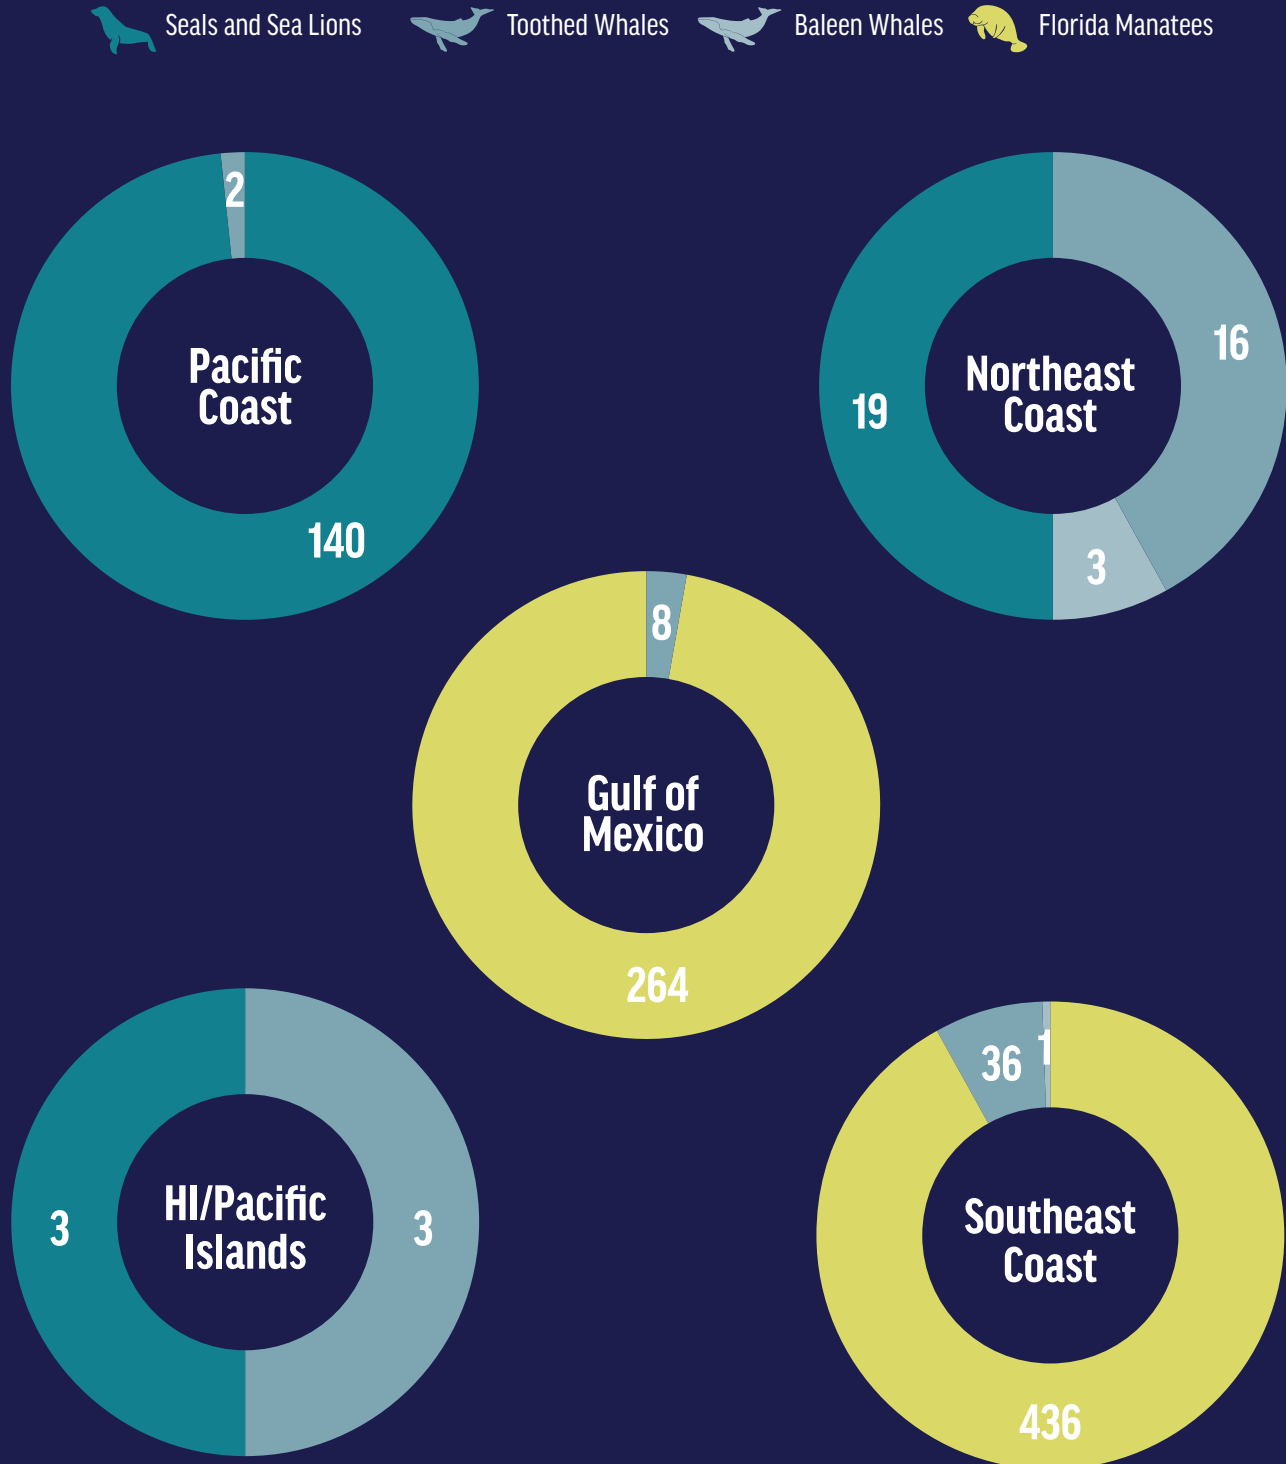 Seals and Sea Lions
Toothed Whales
Baleen Whales
Florida Manatees
2
Pacific
Coast
140
16
Northeast
Coast
19
3
8
Gulf of
Mexico
264
3
HI/Pacific
Islands
3
36
1
Southeast
Coast
436